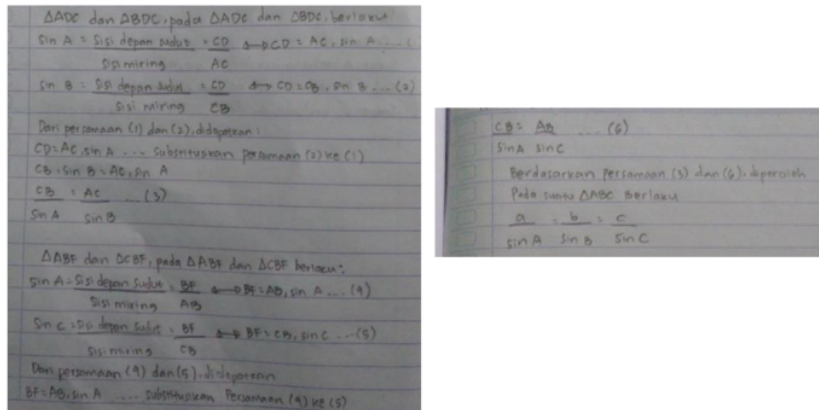 ΔADC dan ΔBDC, pada ΔADC dan ΔBDC, berlaku
Sin A = Sisi depan sudut = CD ↔ CD = AC, sin A .... (
Sisi miring AC
Sin B = Sisi depan sudut = CD ↔ CD = CB, sin B ... (2)
Sisi miring CB
Dari persamaan (1) dan (2), didapatkan:
CD = AC, sin A ... Substitusikan persamaan (2) ke (1)
CB. sin B = AC, sin A
CB = AC ... (3)
Sin A Sin B
ΔABF dan ΔCBF, pada ΔABF dan ΔCBF berlaku:
Sin A = Sisi depan sudut = BF ↔ BF = AB, sin A ... (4)
Sisi miring AB
Sin C = Sisi depan sudut = BF ↔ BF = CB, sin C ... (5)
Sisi miring CB
Dari persamaan (4) dan (5), didapatkan
BF = AB, sin A .... Substitusikan Persamaan (4) ke (5)
CB = AB ... (6)
Sin A Sin C
Berdasarkan Persamaan (3) dan (6), diperoleh
Pada suatu ΔABC Berlaku
a = b = c
Sin A Sin B Sin C